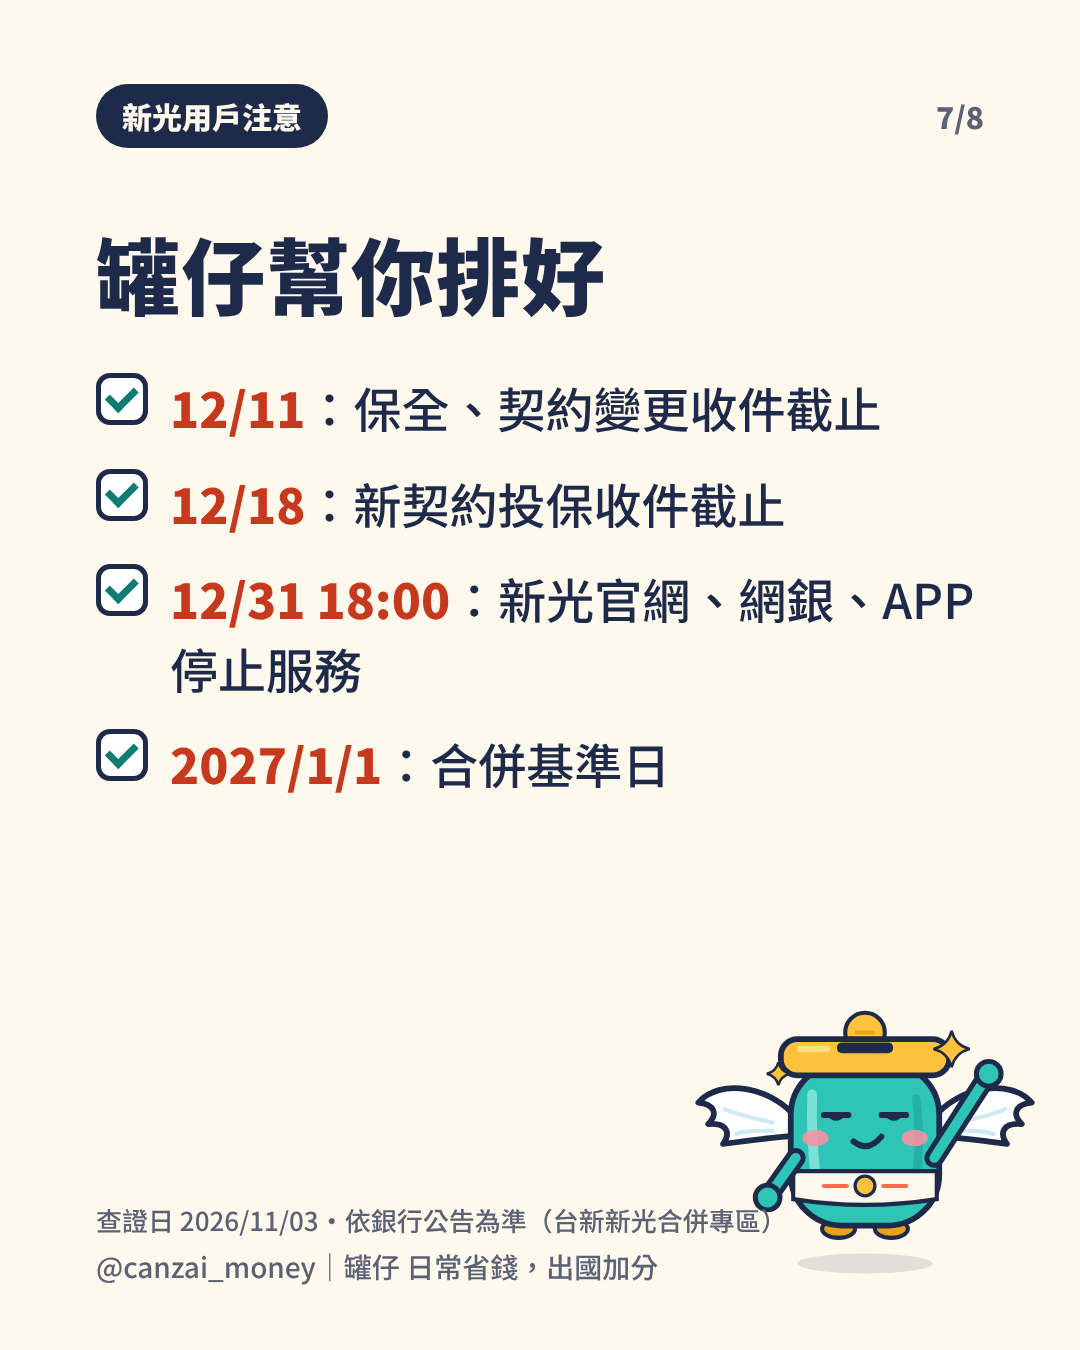 新光用戶注意
7/8
罐仔幫你排好
12/11：保全、契約變更收件截止
12/18：新契約投保收件截止
12/31 18:00：新光官網、網銀、APP
停止服務
2027/1/1：合併基準日
查證日 2026/11/03・依銀行公告為準（台新新光合併專區）
@canzai_money｜罐仔 日常省錢，出國加分